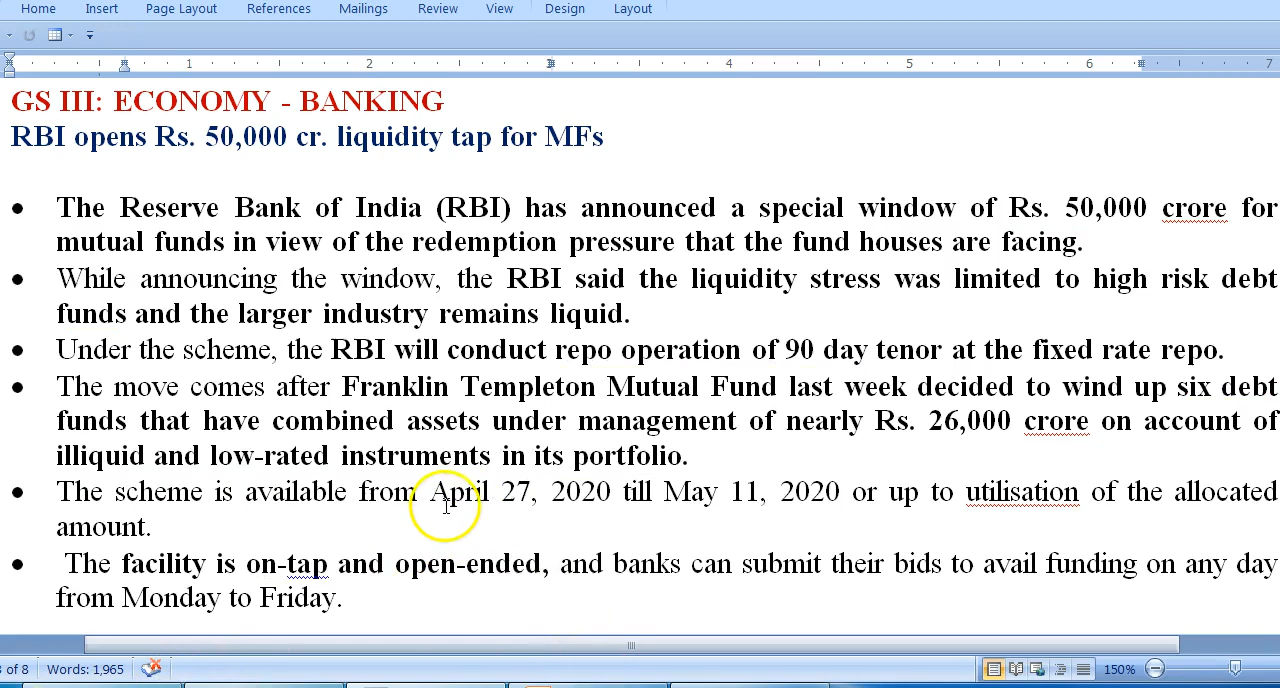 Home Insert Page Layout References Mailings Review View Design Layout
1 2 3 4 5 6 7
GS III: ECONOMY - BANKING
RBI opens Rs. 50,000 cr. liquidity tap for MFs
• The Reserve Bank of India (RBI) has announced a special window of Rs. 50,000 crore for
mutual funds in view of the redemption pressure that the fund houses are facing.
• While announcing the window, the RBI said the liquidity stress was limited to high risk debt
funds and the larger industry remains liquid.
• Under the scheme, the RBI will conduct repo operation of 90 day tenor at the fixed rate repo.
• The move comes after Franklin Templeton Mutual Fund last week decided to wind up six debt
funds that have combined assets under management of nearly Rs. 26,000 crore on account of
illiquid and low-rated instruments in its portfolio.
• The scheme is available from April 27, 2020 till May 11, 2020 or up to utilisation of the allocated
amount.
• The facility is on-tap and open-ended, and banks can submit their bids to avail funding on any day
from Monday to Friday.
of 8 Words: 1,965 150%